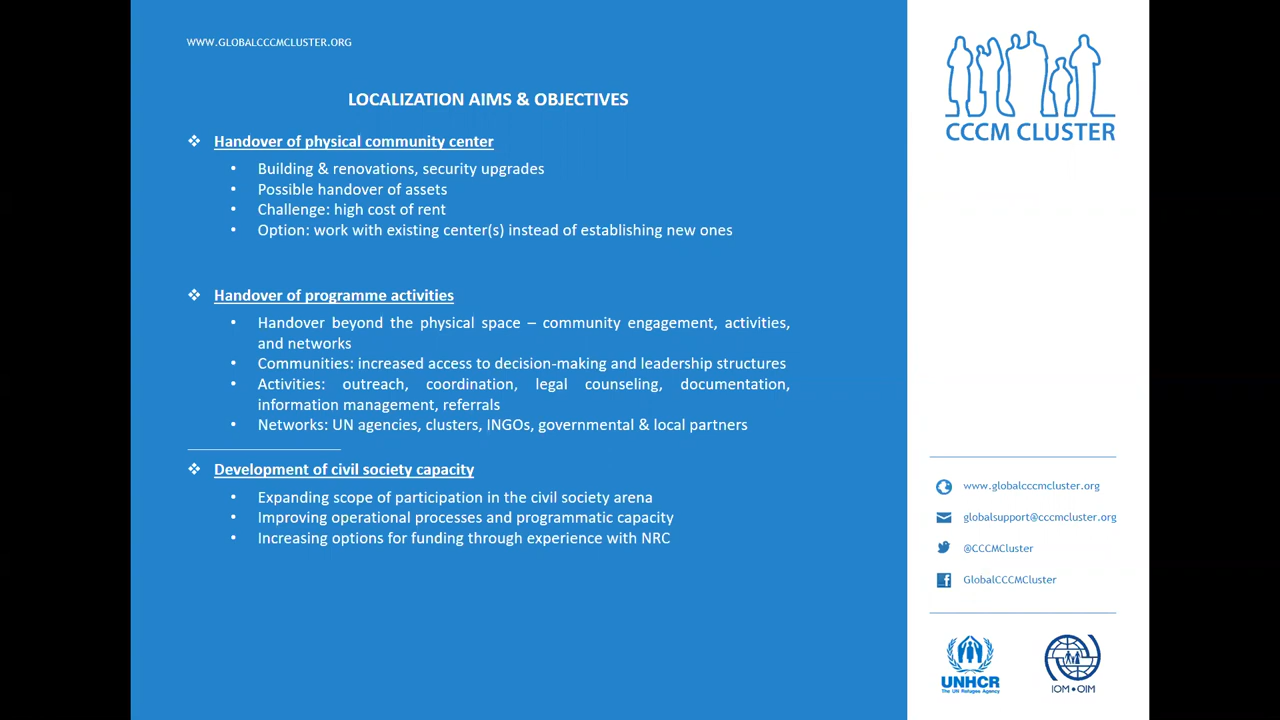 WWW.GLOBALCCCMCLUSTER.ORG
LOCALIZATION AIMS & OBJECTIVES
❖ Handover of physical community center
• Building & renovations, security upgrades
• Possible handover of assets
• Challenge: high cost of rent
• Option: work with existing center(s) instead of establishing new ones
❖ Handover of programme activities
• Handover beyond the physical space – community engagement, activities,
and networks
• Communities: increased access to decision-making and leadership structures
• Activities: outreach, coordination, legal counseling, documentation,
information management, referrals
• Networks: UN agencies, clusters, INGOs, governmental & local partners
❖ Development of civil society capacity
• Expanding scope of participation in the civil society arena
• Improving operational processes and programmatic capacity
• Increasing options for funding through experience with NRC
CCCM CLUSTER
www.globalcccmcluster.org
globalsupport@cccmcluster.org
@CCCMCluster
GlobalCCCMCluster
UNHCR
The UN Refugee Agency
IOM • OIM